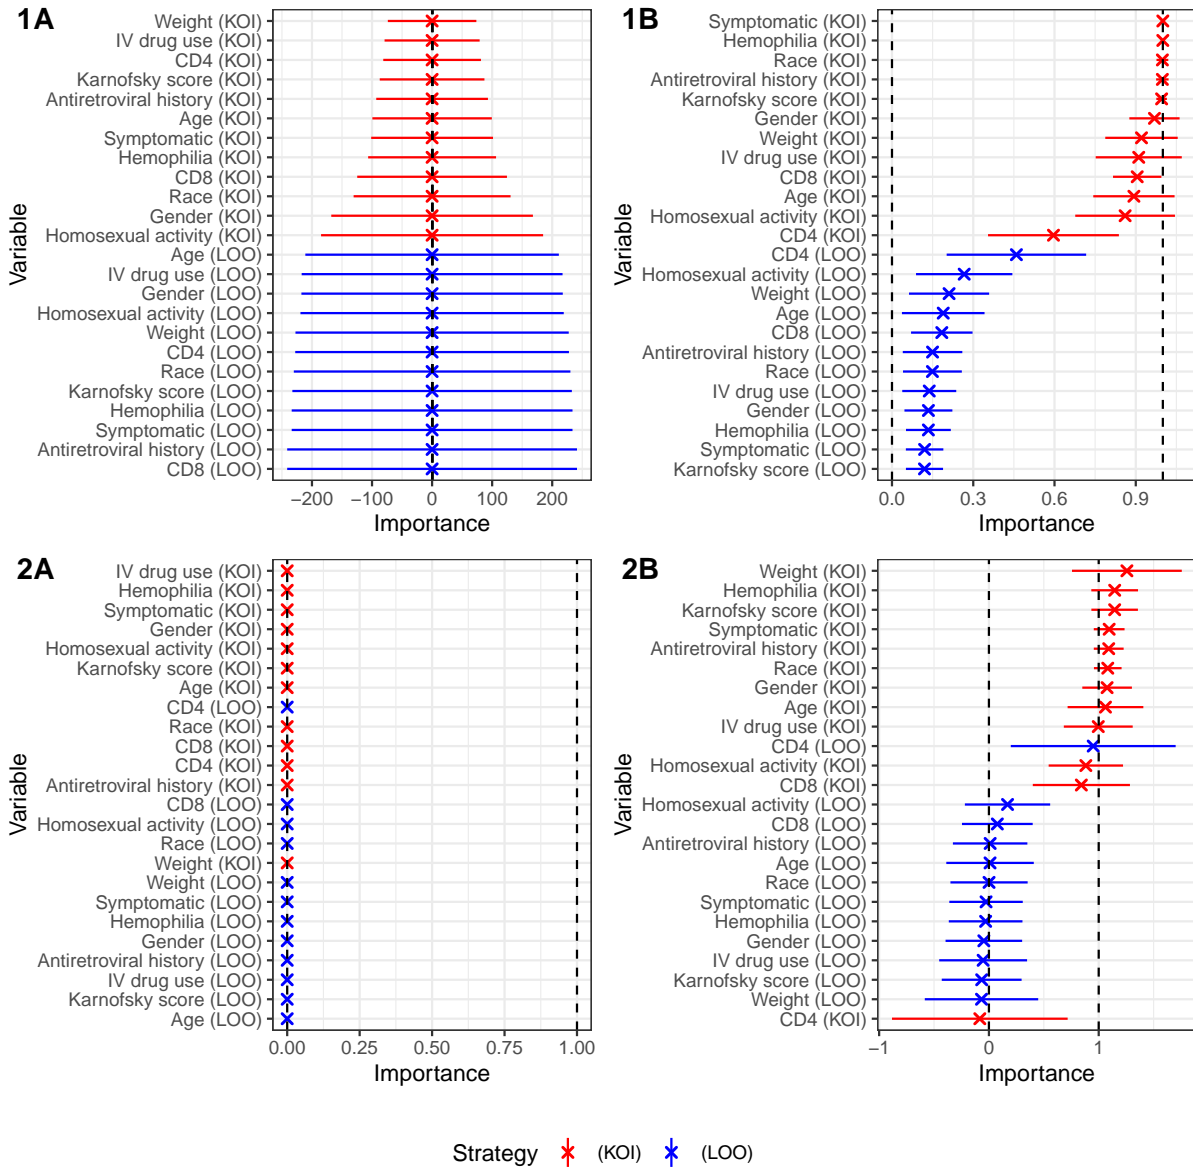 1A
Weight (KOI)
IV drug use (KOI)
CD4 (KOI)
Karnofsky score (KOI)
Antiretroviral history (KOI)
Age (KOI)
Symptomatic (KOI)
Hemophilia (KOI)
CD8 (KOI)
Race (KOI)
Gender (KOI)
Homosexual activity (KOI)
Age (LOO)
IV drug use (LOO)
Gender (LOO)
Homosexual activity (LOO)
Weight (LOO)
CD4 (LOO)
Race (LOO)
Karnofsky score (LOO)
Hemophilia (LOO)
Symptomatic (LOO)
Antiretroviral history (LOO)
CD8 (LOO)
Variable
−200 −100 0 100 200
Importance
1B
Symptomatic (KOI)
Hemophilia (KOI)
Race (KOI)
Antiretroviral history (KOI)
Karnofsky score (KOI)
Gender (KOI)
Weight (KOI)
IV drug use (KOI)
CD8 (KOI)
Age (KOI)
Homosexual activity (KOI)
CD4 (KOI)
CD4 (LOO)
Homosexual activity (LOO)
Weight (LOO)
Age (LOO)
CD8 (LOO)
Antiretroviral history (LOO)
Race (LOO)
IV drug use (LOO)
Gender (LOO)
Hemophilia (LOO)
Symptomatic (LOO)
Karnofsky score (LOO)
Variable
0.0 0.3 0.6 0.9
Importance
2A
IV drug use (KOI)
Hemophilia (KOI)
Symptomatic (KOI)
Gender (KOI)
Homosexual activity (KOI)
Karnofsky score (KOI)
Age (KOI)
CD4 (LOO)
Race (KOI)
CD8 (KOI)
CD4 (KOI)
Antiretroviral history (KOI)
CD8 (LOO)
Homosexual activity (LOO)
Race (LOO)
Weight (KOI)
Weight (LOO)
Symptomatic (LOO)
Hemophilia (LOO)
Gender (LOO)
Antiretroviral history (LOO)
IV drug use (LOO)
Karnofsky score (LOO)
Age (LOO)
Variable
0.00 0.25 0.50 0.75 1.00
Importance
2B
Weight (KOI)
Hemophilia (KOI)
Karnofsky score (KOI)
Symptomatic (KOI)
Antiretroviral history (KOI)
Race (KOI)
Gender (KOI)
Age (KOI)
IV drug use (KOI)
CD4 (LOO)
Homosexual activity (KOI)
CD8 (KOI)
Homosexual activity (LOO)
CD8 (LOO)
Antiretroviral history (LOO)
Age (LOO)
Race (LOO)
Symptomatic (LOO)
Hemophilia (LOO)
Gender (LOO)
IV drug use (LOO)
Karnofsky score (LOO)
Weight (LOO)
CD4 (KOI)
Variable
−1 0 1
Importance
Strategy (KOI) (LOO)